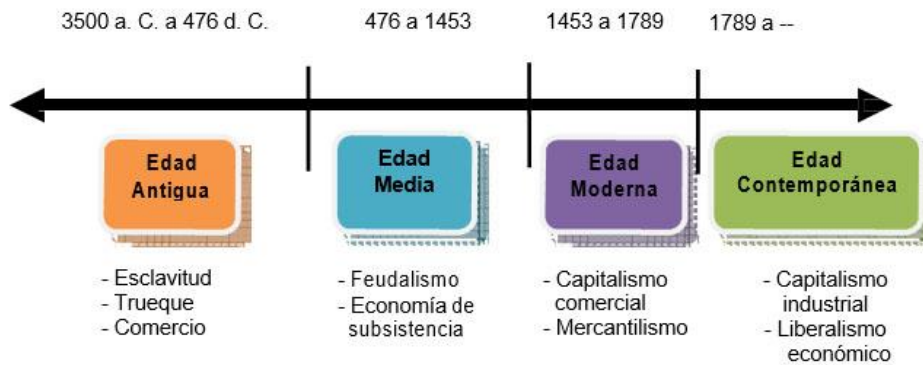 3500 a. C. a 476 d. C.
476 a 1453
1453 a 1789
1789 a --
Edad
Antigua
Edad
Media
Edad
Moderna
Edad
Contemporánea
- Esclavitud
- Trueque
- Comercio
- Feudalismo
- Economía de
subsistencia
- Capitalismo
comercial
- Mercantilismo
- Capitalismo
industrial
- Liberalismo
económico